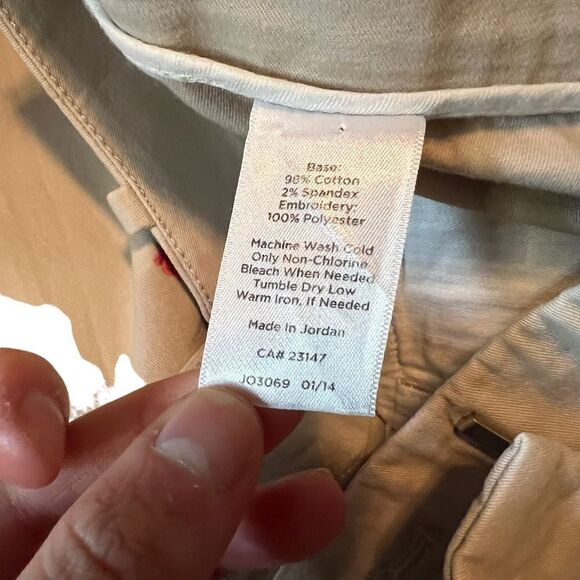 Base:
98% Cotton
2% Spandex
Embroidery:
100% Polyester
Machine Wash Cold
Only Non-Chlorine
Bleach When Needed
Tumble Dry Low
Warm Iron, If Needed
Made In Jordan
CA# 23147
JO3069 01/14